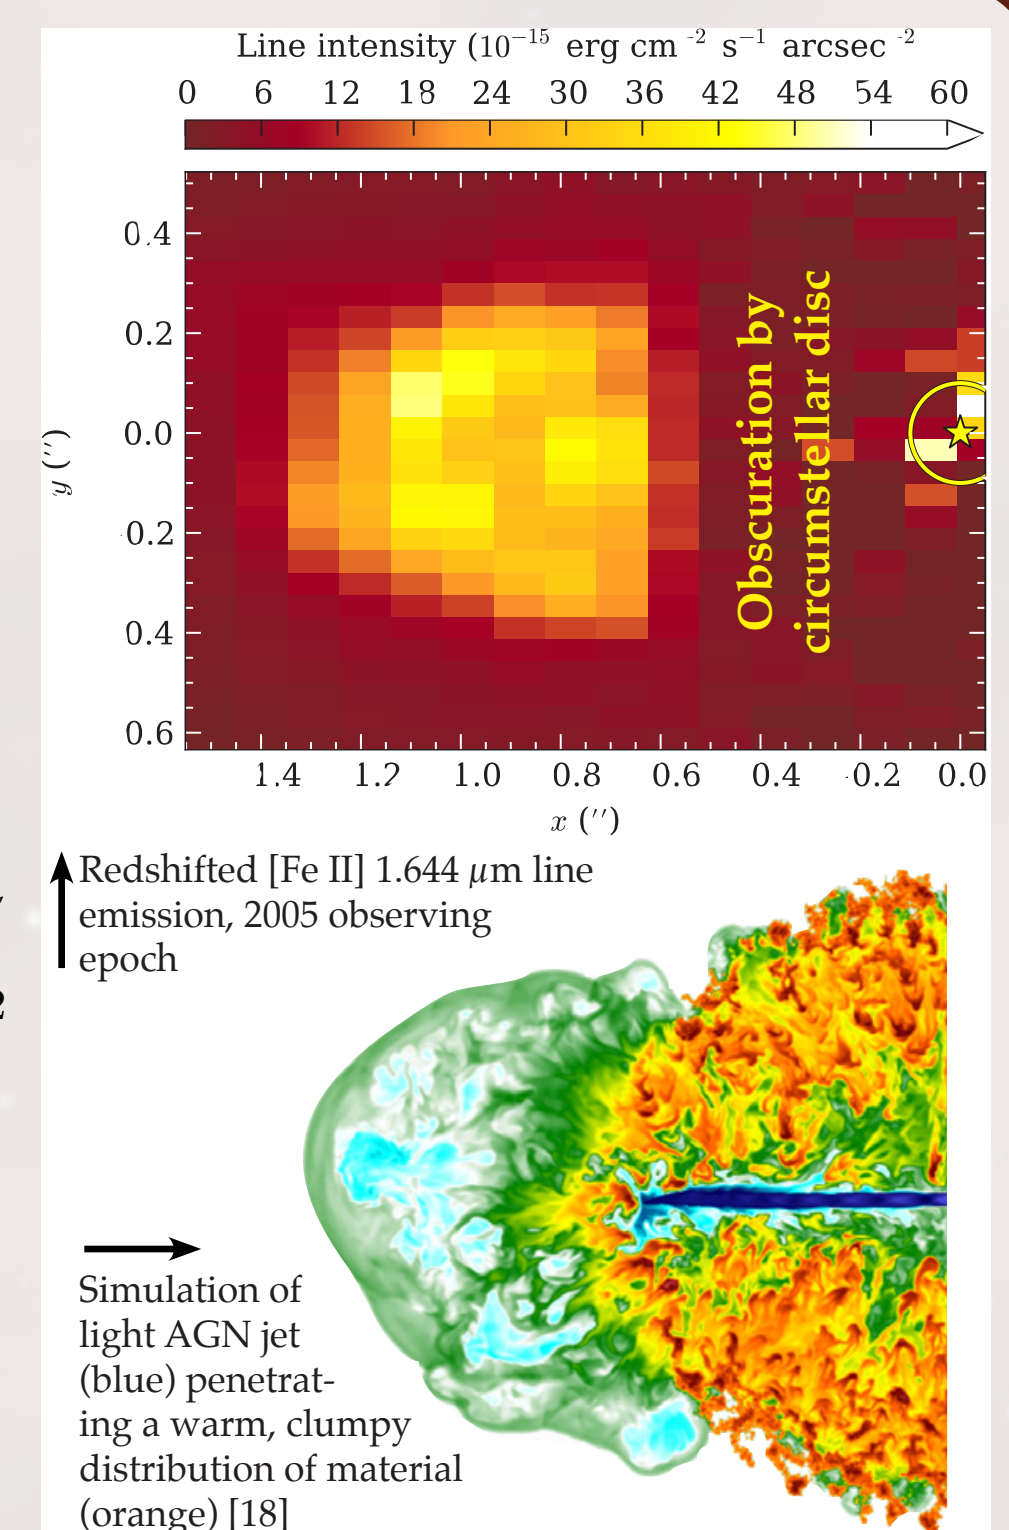 Line intensity (10⁻¹⁵ erg cm⁻² s⁻¹ arcsec⁻²
0 6 12 18 24 30 36 42 48 54 60
0.4
0.2
0.0
0.2
0.4
0.6
y (′′)
Obscuration by
circumstellar disc
1.4 1.2 1.0 0.8 0.6 0.4 -0.2 0.0
x (′′)
Redshifted [Fe II] 1.644 μm line
emission, 2005 observing
epoch
Simulation of
light AGN jet
(blue) penetrat-
ing a warm, clumpy
distribution of material
(orange) [18]